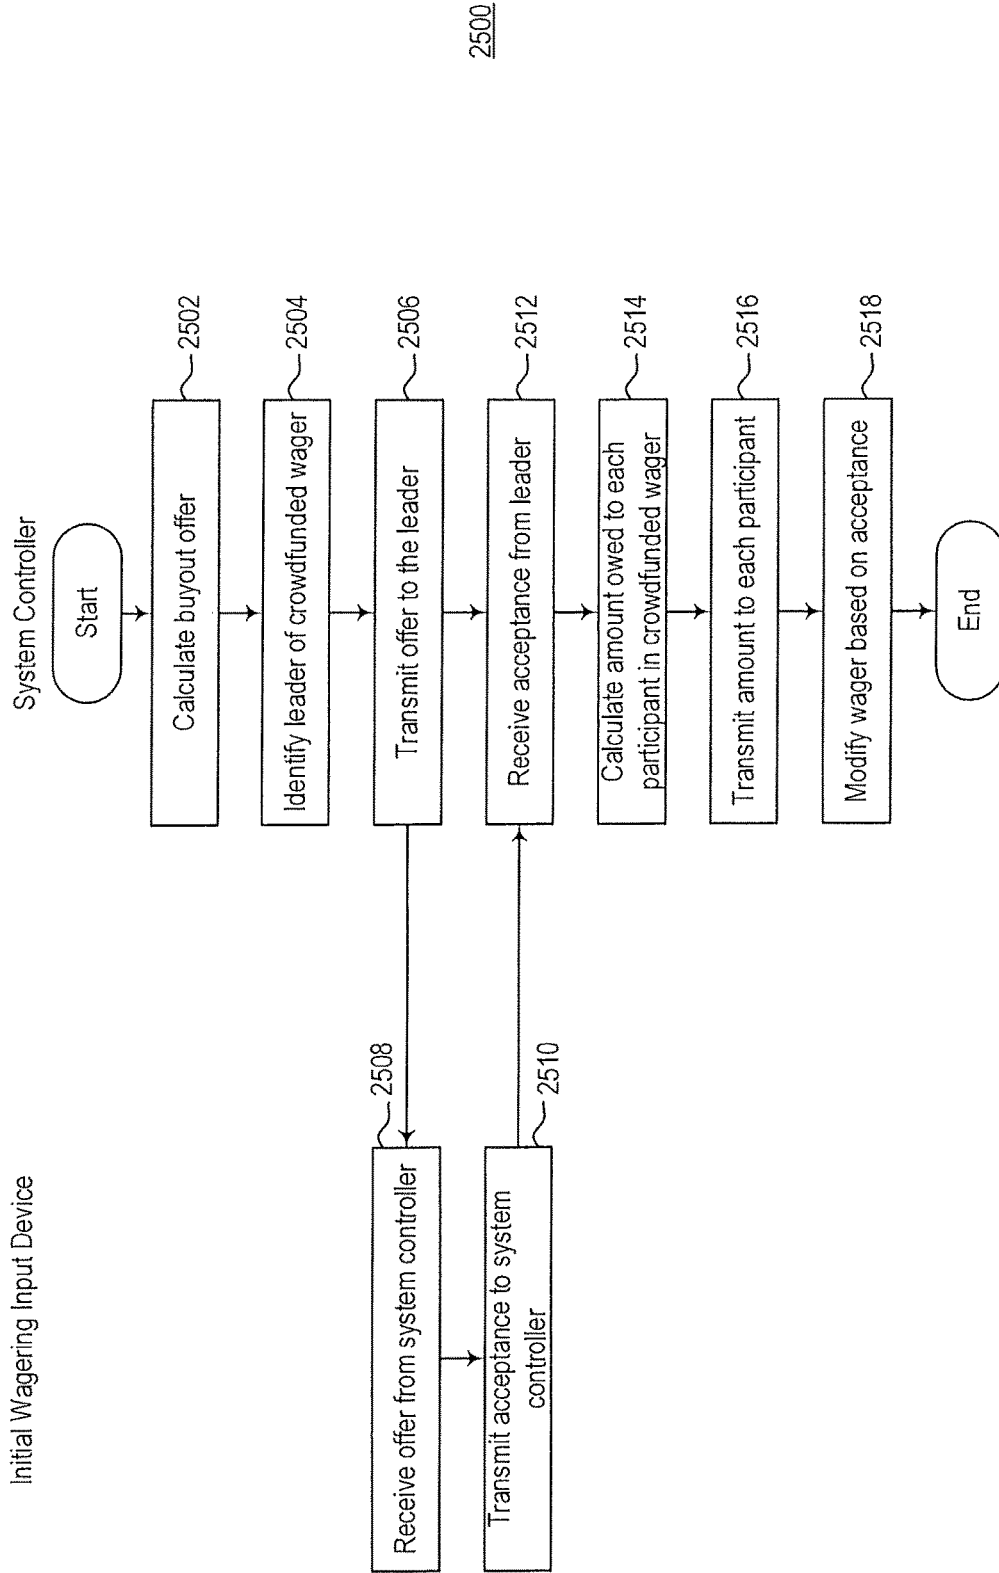 Initial Wagering Input Device
System Controller
Start
Calculate buyout offer
2502
Identify leader of crowdfunded wager
2504
Transmit offer to the leader
2506
Receive offer from system controller
2508
Transmit acceptance to system
controller
2510
Receive acceptance from leader
2512
Calculate amount owed to each
participant in crowdfunded wager
2514
Transmit amount to each participant
2516
Modify wager based on acceptance
2518
End
2500